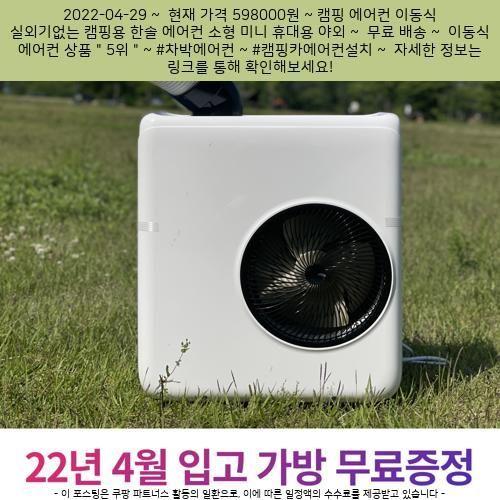 2022-04-29 ~ 현재 가격 598000원 ~ 캠핑 에어컨 이동식
실외기없는 캠핑용 한솔 에어컨 소형 미니 휴대용 야외 ~ 무료 배송 ~ 이동식
에어컨 상품 " 5위 " ~ #차박에어컨 ~ #캠핑카에어컨설치 ~ 자세한 정보는
링크를 통해 확인해보세요!
22년 4월 입고 가방 무료증정
- 이 포스팅은 쿠팡 파트너스 활동의 일환으로, 이에 따른 일정액의 수수료를 제공받고 있습니다 -